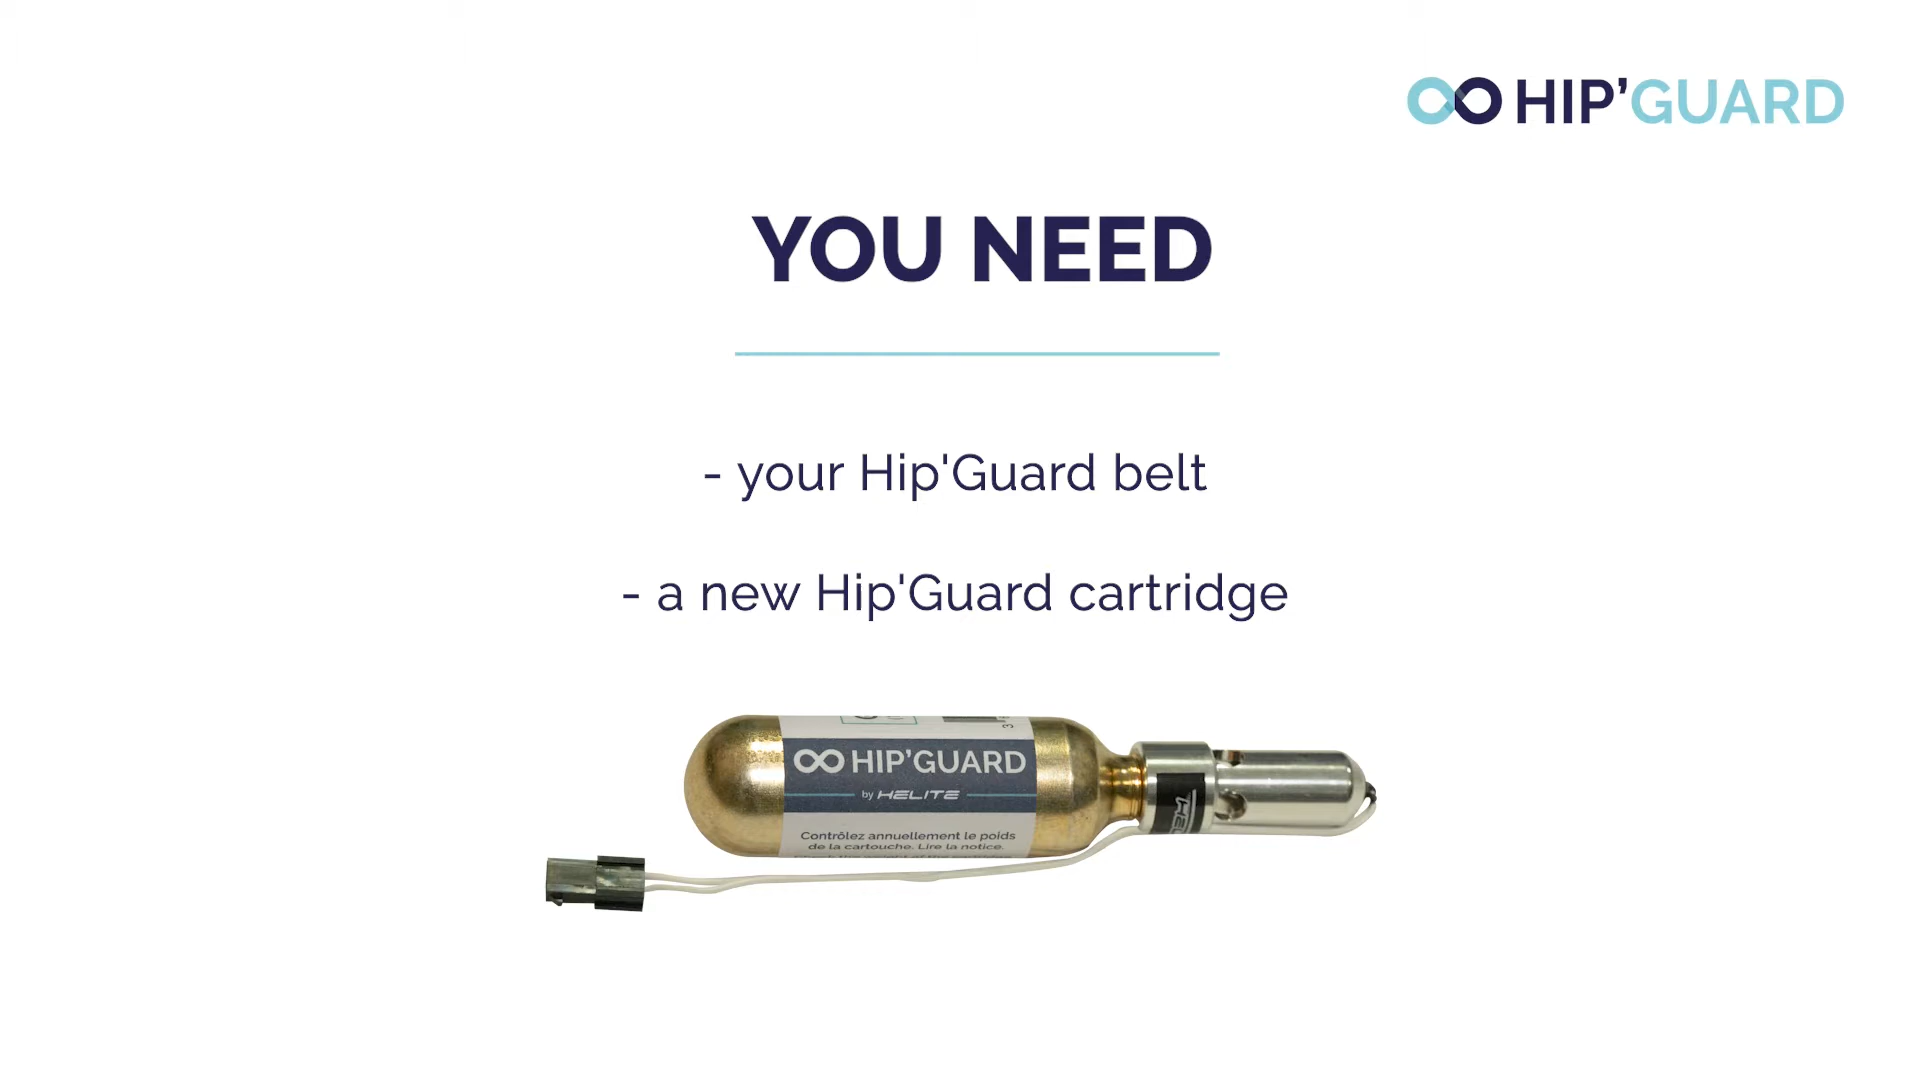 HIP'GUARD
YOU NEED
- your Hip'Guard belt
- a new Hip'Guard cartridge
HIP'GUARD
by HELITE
Contrôlez annuellement le poids
de la cartouche. Lire la notice.